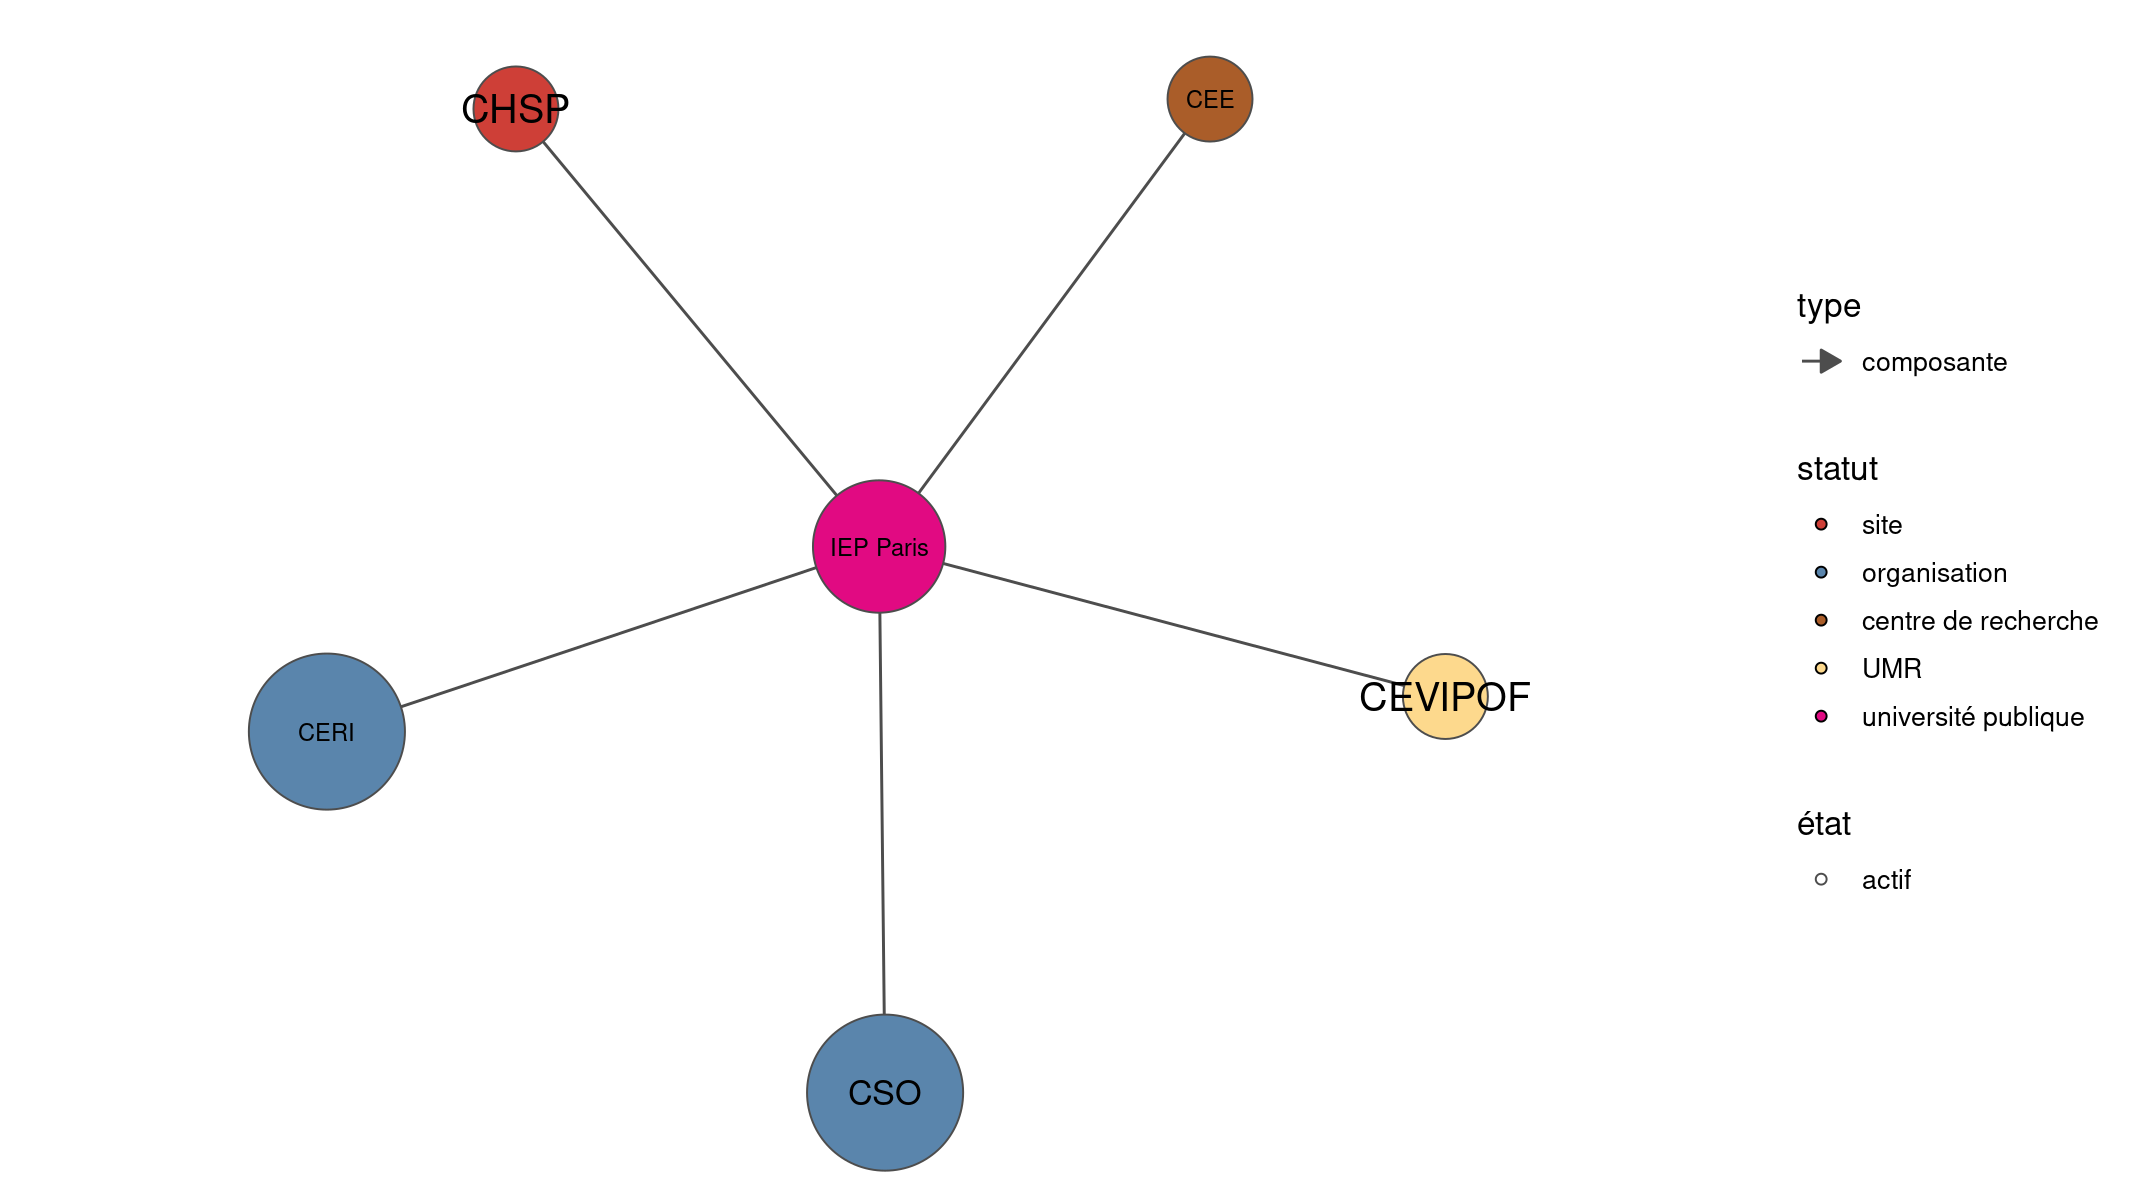 CHSP
CEE
IEP Paris
CERI
CEVIPOF
CSO
type
composante
statut
site
organisation
centre de recherche
UMR
université publique
état
actif